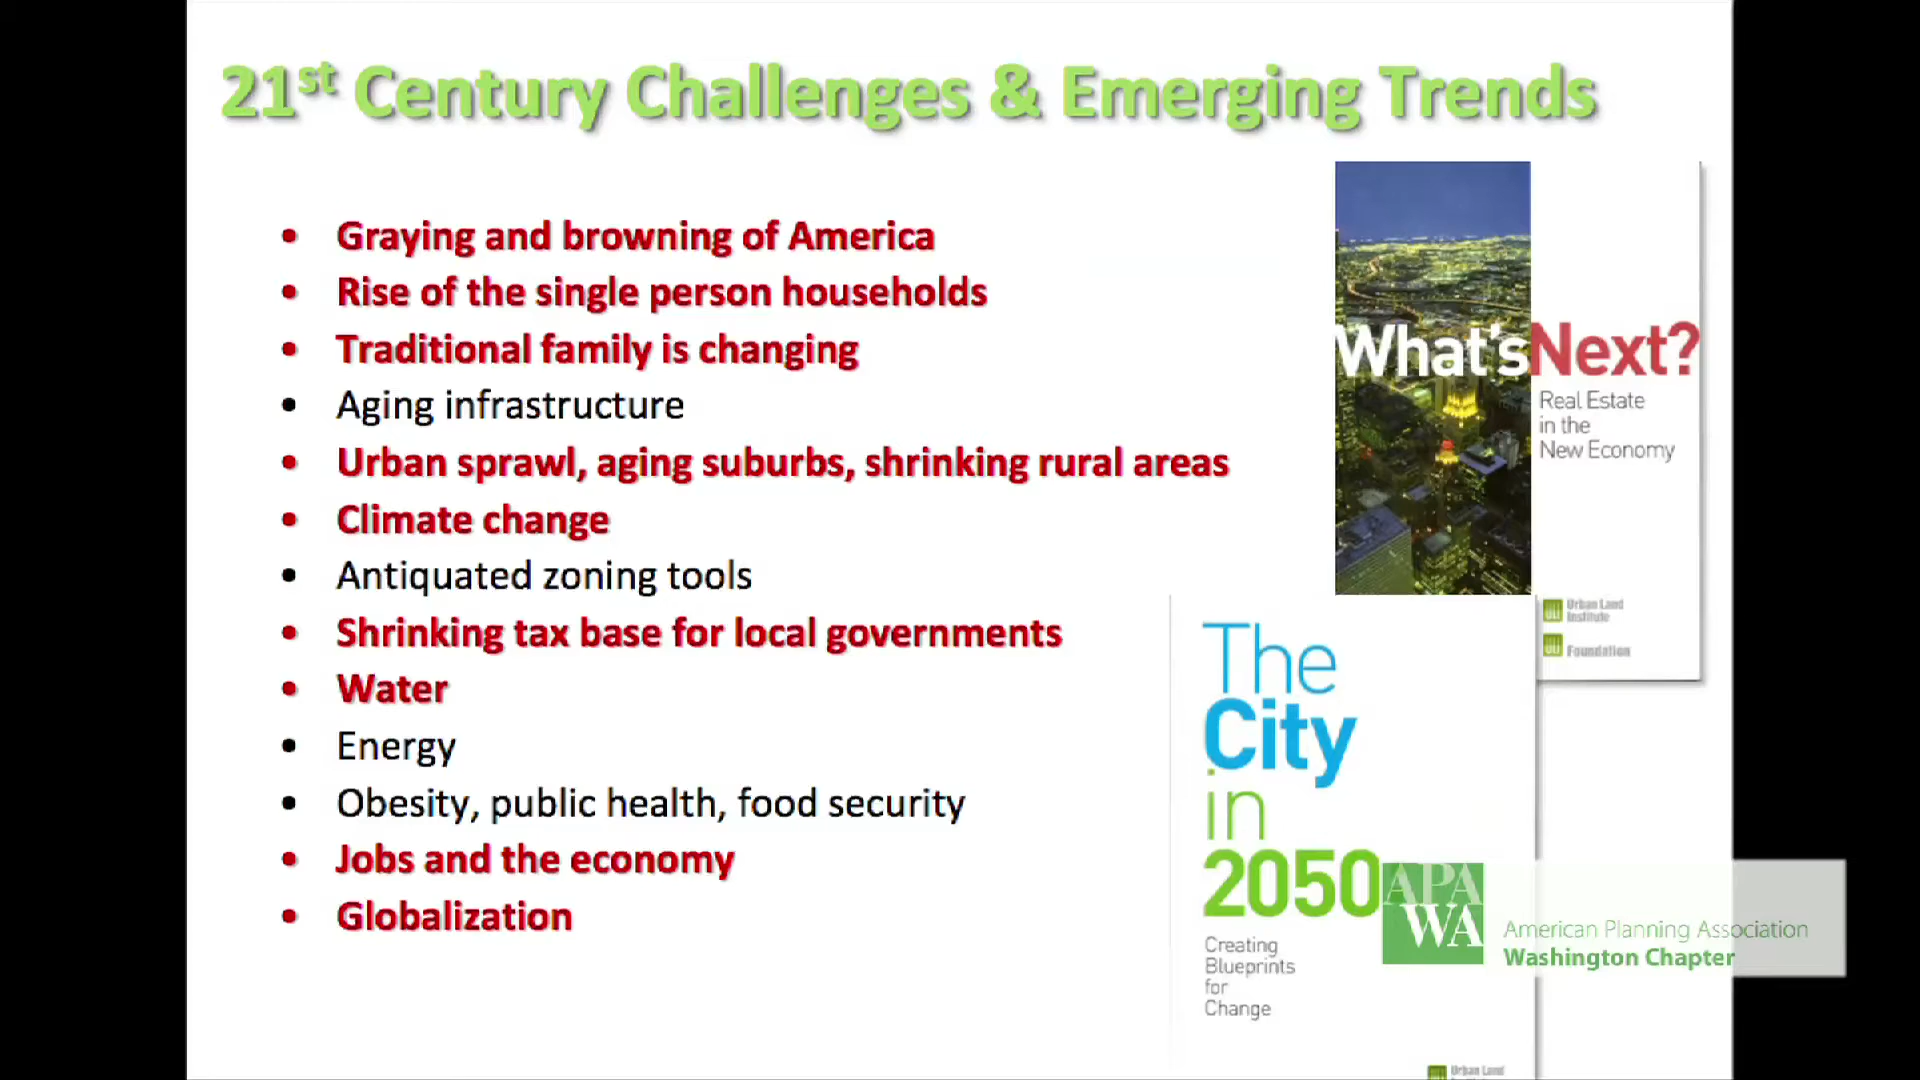 21st Century Challenges & Emerging Trends
• Graying and browning of America
• Rise of the single person households
• Traditional family is changing
• Aging infrastructure
• Urban sprawl, aging suburbs, shrinking rural areas
• Climate change
• Antiquated zoning tools
• Shrinking tax base for local governments
• Water
• Energy
• Obesity, public health, food security
• Jobs and the economy
• Globalization
What'sNext?
Real Estate
in the
New Economy
Urban Land
Institute
Foundation
The
City
in
2050
Creating
Blueprints
for
Change
APA
WA
American Planning Association
Washington Chapter
Urban Land